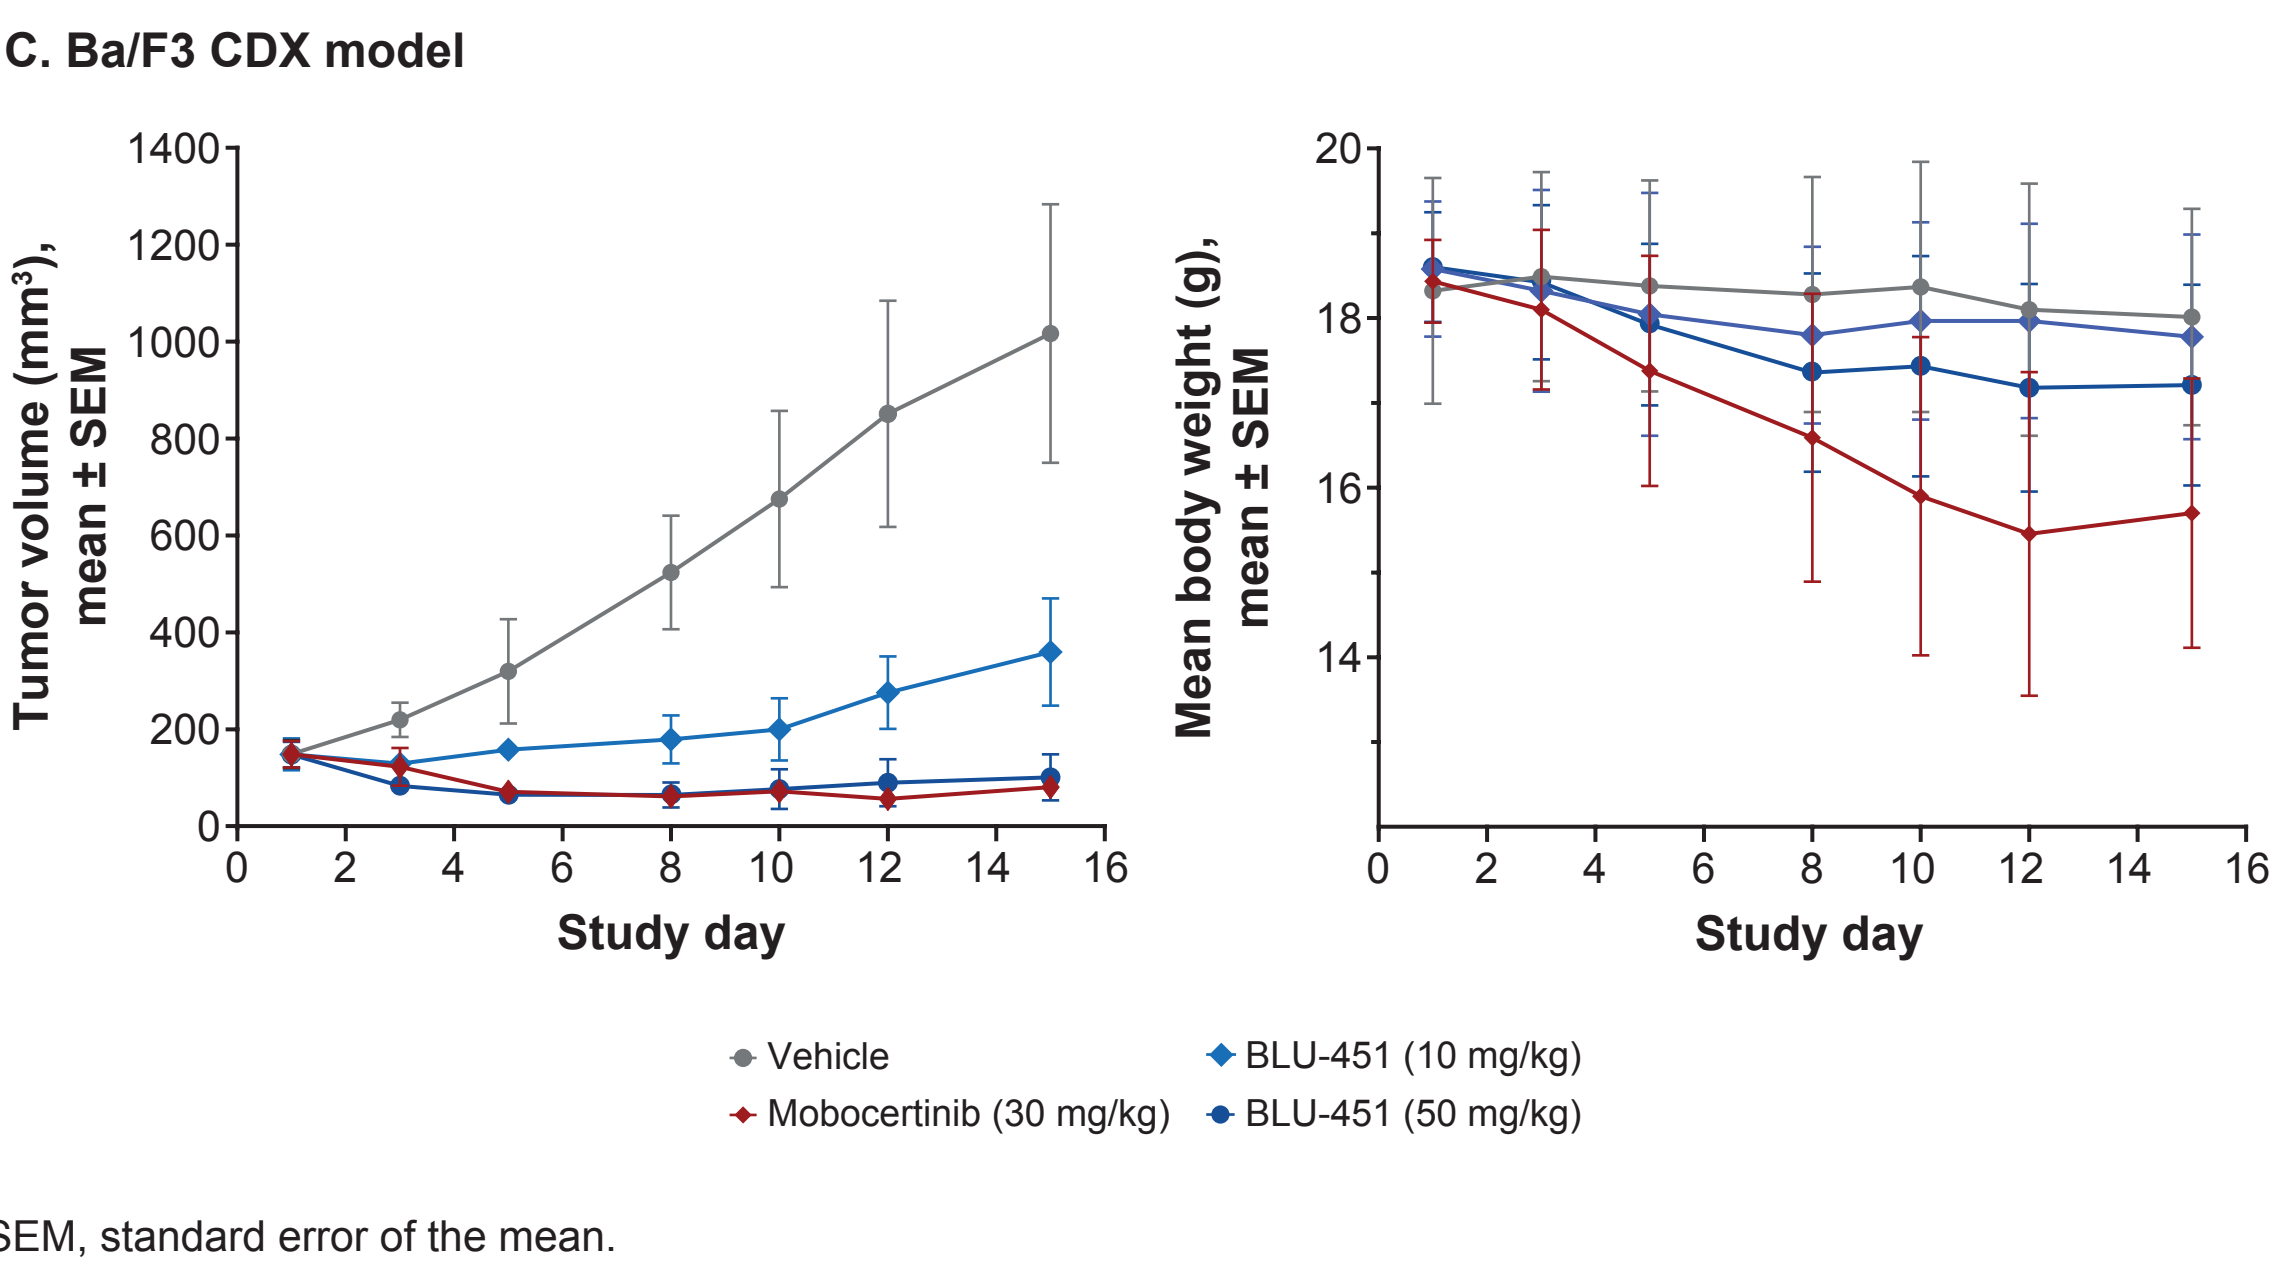 C. Ba/F3 CDX model
Tumor volume (mm³),
mean ± SEM
1400
1200
1000
800
600
400
200
0
0 2 4 6 8 10 12 14 16
Study day
Mean body weight (g),
mean ± SEM
20
18
16
14
0 2 4 6 8 10 12 14 16
Study day
Vehicle
BLU-451 (10 mg/kg)
Mobocertinib (30 mg/kg)
BLU-451 (50 mg/kg)
SEM, standard error of the mean.